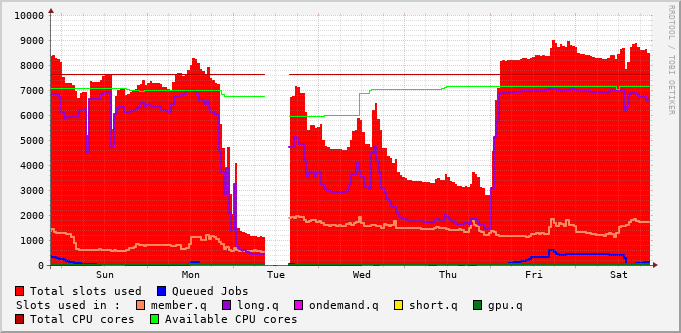 10000
9000
8000
7000
6000
5000
4000
3000
2000
1000
0
Sun Mon Tue Wed Thu Fri Sat
RRDTOOL / TOBI OETIKER
Total slots used Queued Jobs
Slots used in : member.q long.q ondemand.q short.q gpu.q
Total CPU cores Available CPU cores